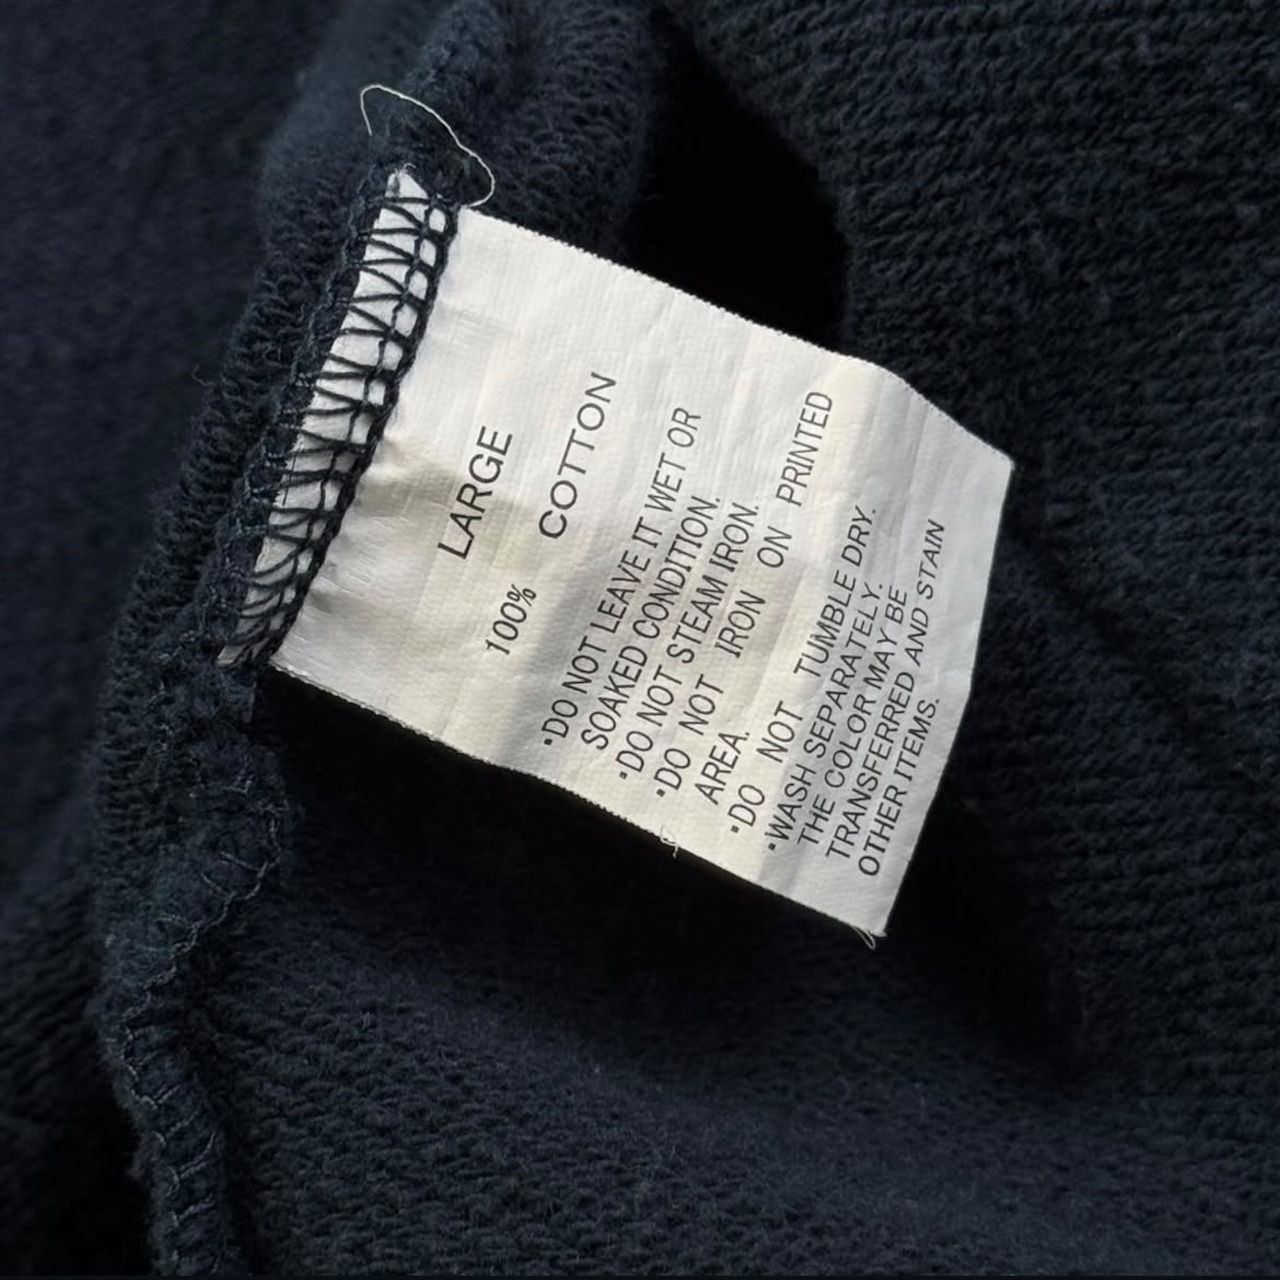 LARGE
100% COTTON
*DO NOT LEAVE IT WET OR
SOAKED CONDITION.
*DO NOT STEAM IRON.
*DO NOT IRON ON PRINTED
AREA.
*DO NOT TUMBLE DRY.
*WASH SEPARATELY.
THE COLOR MAY BE
TRANSFERRED AND STAIN
OTHER ITEMS.